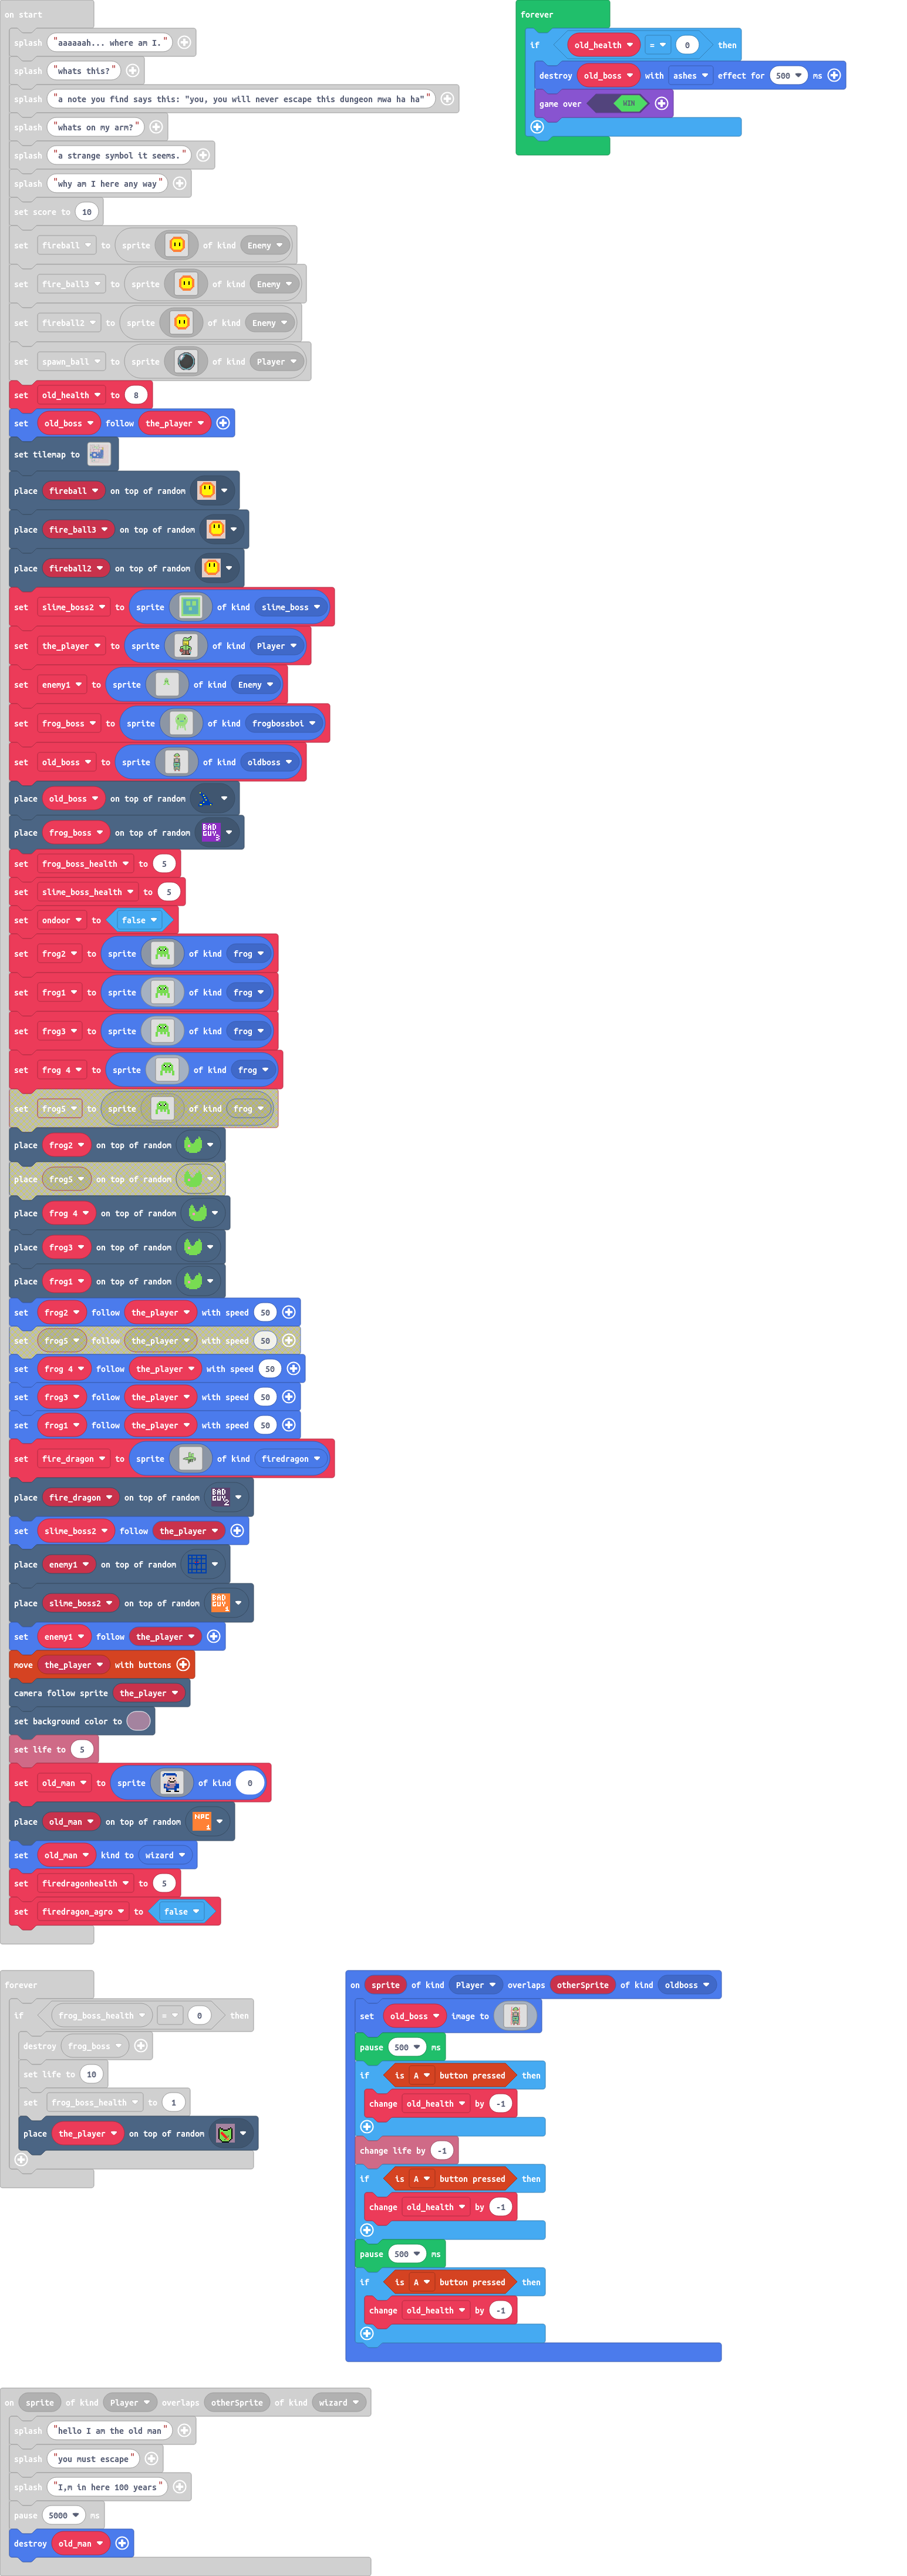 on start
splash "aaaaaah... where am I."
splash "whats this?"
splash "a note you find says this: "you, you will never escape this dungeon mwa ha ha"
splash "whats on my arm?"
splash "a strange symbol it seems."
splash "why am I here any way"
set score to 10
set fireball to sprite of kind Enemy
set fire_ball3 to sprite of kind Enemy
set fireball2 to sprite of kind Enemy
set spawn_ball to sprite of kind Player
set old_health to 8
set old_boss follow the_player
set tilemap to
place fireball on top of random
place fire_ball3 on top of random
place fireball2 on top of random
set slime_boss2 to sprite of kind slime_boss
set the_player to sprite of kind Player
set enemy1 to sprite of kind Enemy
set frog_boss to sprite of kind frogbossboi
set old_boss to sprite of kind oldboss
place old_boss on top of random
place frog_boss on top of random BAD GUY 3
set frog_boss_health to 5
set slime_boss_health to 5
set ondoor to false
set frog2 to sprite of kind frog
set frog1 to sprite of kind frog
set frog3 to sprite of kind frog
set frog 4 to sprite of kind frog
set frog5 to sprite of kind frog
place frog2 on top of random
place frog5 on top of random
place frog 4 on top of random
place frog3 on top of random
place frog1 on top of random
set frog2 follow the_player with speed 50
set frog5 follow the_player with speed 50
set frog 4 follow the_player with speed 50
set frog3 follow the_player with speed 50
set frog1 follow the_player with speed 50
set fire_dragon to sprite of kind firedragon
place fire_dragon on top of random BAD GUY 2
set slime_boss2 follow the_player
place enemy1 on top of random
place slime_boss2 on top of random BAD GUY 1
set enemy1 follow the_player
move the_player with buttons
camera follow sprite the_player
set background color to
set life to 5
set old_man to sprite of kind 0
place old_man on top of random NPC 1
set old_man kind to wizard
set firedragonhealth to 5
set firedragon_agro to false
forever
if old_health = 0 then
destroy old_boss with ashes effect for 500 ms
game over WIN
forever
if frog_boss_health = 0 then
destroy frog_boss
set life to 10
set frog_boss_health to 1
place the_player on top of random
on sprite of kind Player overlaps otherSprite of kind oldboss
set old_boss image to
pause 500 ms
if is A button pressed then
change old_health by -1
change life by -1
if is A button pressed then
change old_health by -1
pause 500 ms
if is A button pressed then
change old_health by -1
on sprite of kind Player overlaps otherSprite of kind wizard
splash "hello I am the old man"
splash "you must escape"
splash "I,m in here 100 years"
pause 5000 ms
destroy old_man